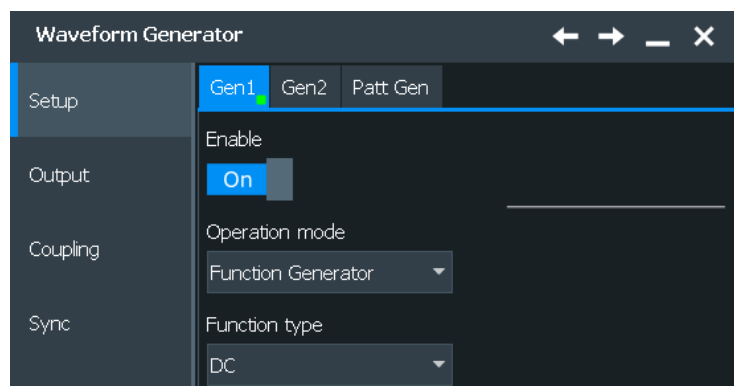 Waveform Generator
Setup
Output
Coupling
Sync
Gen1 Gen2 Patt Gen
Enable
On
Operation mode
Function Generator
Function type
DC